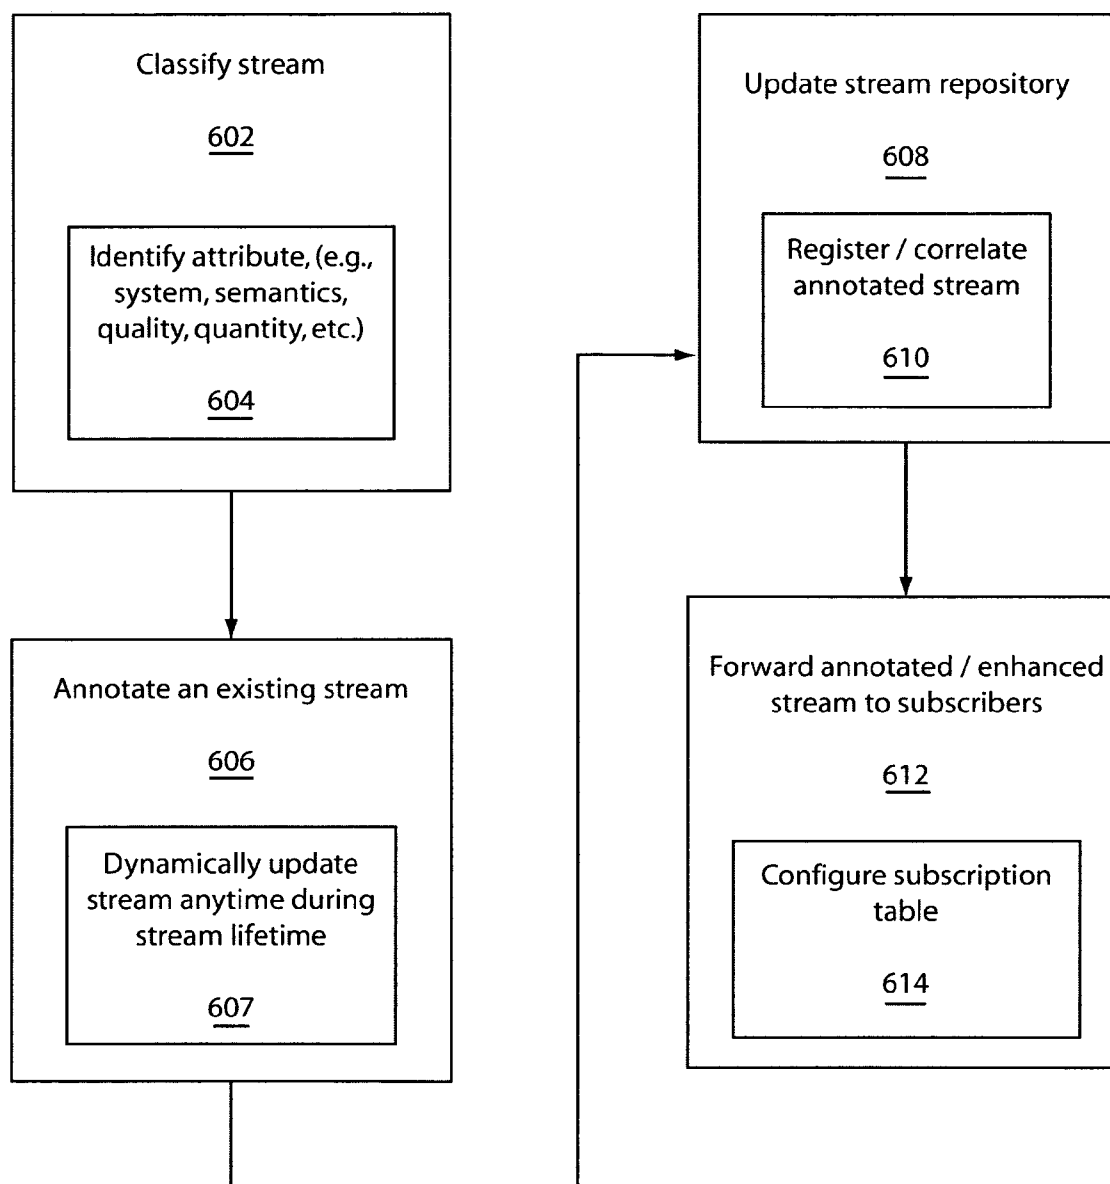 Classify stream
602
Identify attribute, (e.g.,
system, semantics,
quality, quantity, etc.)
604
Annotate an existing stream
606
Dynamically update
stream anytime during
stream lifetime
607
Update stream repository
608
Register / correlate
annotated stream
610
Forward annotated / enhanced
stream to subscribers
612
Configure subscription
table
614